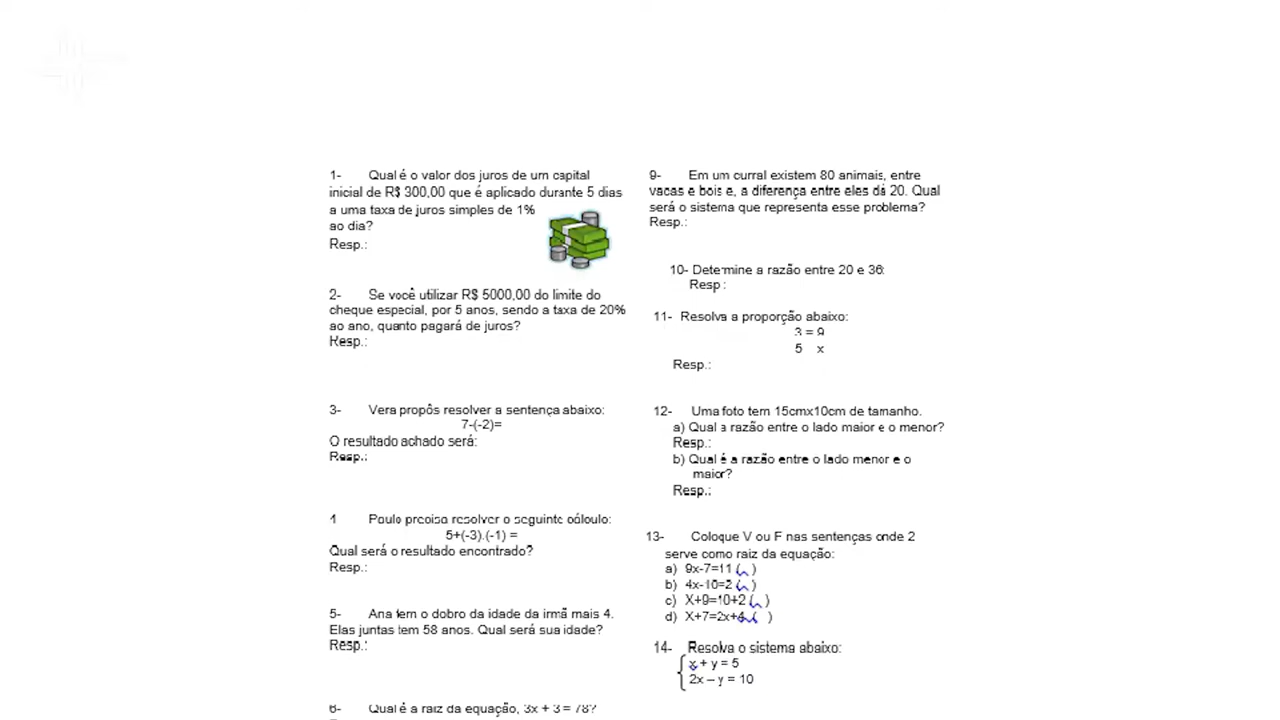 1- Qual é o valor dos juros de um capital
inicial de R$ 300,00 que é aplicado durante 5 dias
a uma taxa de juros simples de 1%
ao dia?
Resp.:
2- Se você utilizar R$ 5000,00 do limite do
cheque especial, por 5 anos, sendo a taxa de 20%
ao ano, quanto pagará de juros?
Resp.:
3- Vera propôs resolver a sentença abaixo:
7-(-2)=
O resultado achado será:
Resp.:
4 Paulo precisa resolver o seguinte cálculo:
5+(-3).(-1) =
Qual será o resultado encontrado?
Resp.:
5- Ana tem o dobro da idade da irmã mais 4.
Elas juntas tem 58 anos. Qual será sua idade?
Resp.:
6- Qual é a raiz da equação, 3x + 3 = 78?
9- Em um curral existem 80 animais, entre
vacas e bois e, a diferença entre eles dá 20. Qual
será o sistema que representa esse problema?
Resp.:
10- Determine a razão entre 20 e 36:
Resp :
11- Resolva a proporção abaixo:
3 = 9
5 x
Resp.:
12- Uma foto tem 15cmx10cm de tamanho.
a) Qual a razão entre o lado maior e o menor?
Resp.:
b) Qual é a razão entre o lado menor e o
maior?
Resp.:
13- Coloque V ou F nas sentenças onde 2
serve como raiz da equação:
a) 9x-7=11 ( )
b) 4x-10=2 ( )
c) X+9=10+2 ( )
d) X+7=2x+4 ( )
14- Resolva o sistema abaixo:
x + y = 5
2x – y = 10